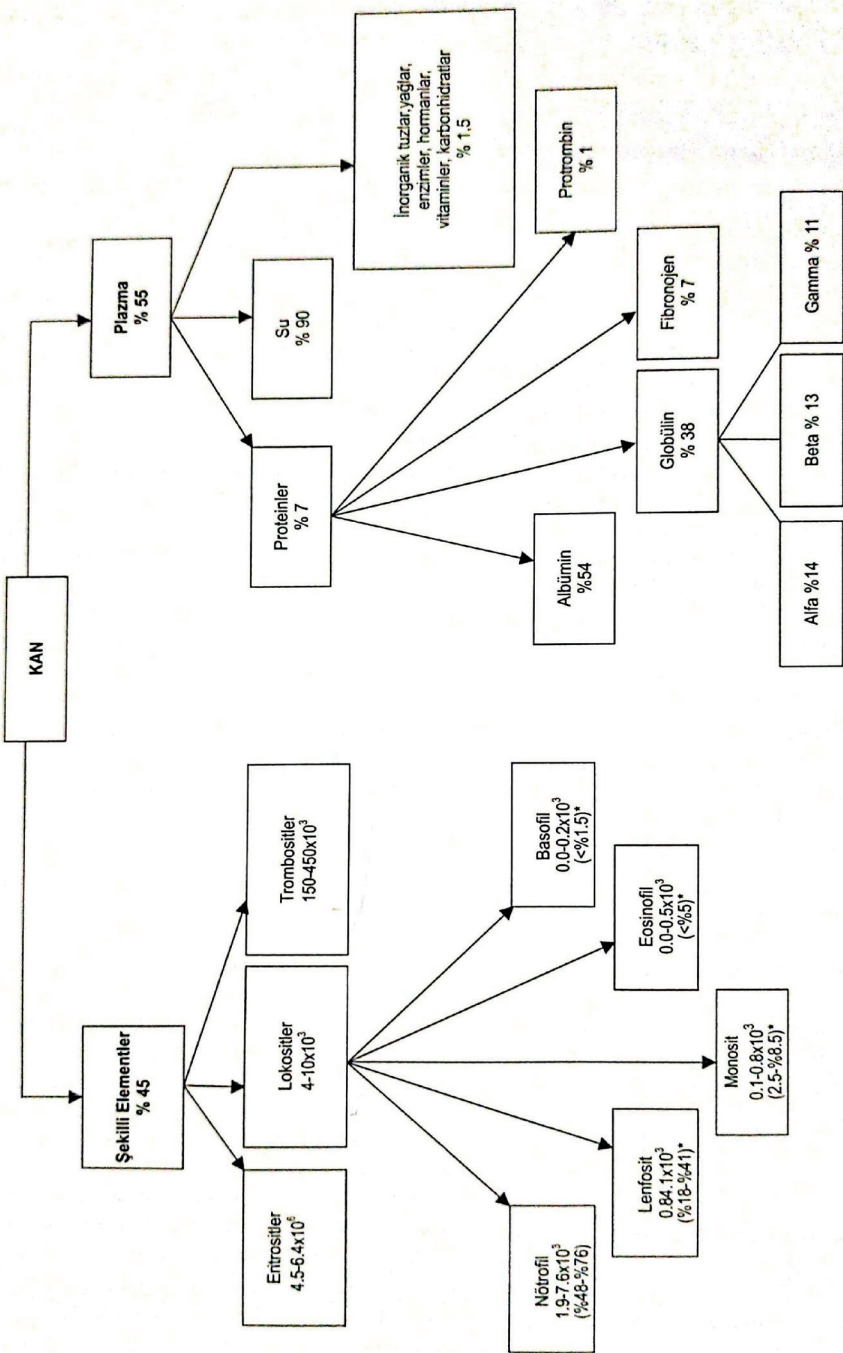 KAN
Şekilli Elementler
% 45
Plazma
% 55
Eritrositler
4.5-6.4x10⁶
Lokositler
4-10x10³
Trombositler
150-450x10³
Proteinler
% 7
Su
% 90
İnorganik tuzlar,yağlar,
enzimler, hormanlar,
vitaminler, karbonhidratlar
% 1.5
Nötrofil
1.9-7.6x10³
(%48-%76)
Lenfosit
0.84.1x10³
(%18-%41)*
Monosit
0.1-0.8x10³
(2.5-%8.5)*
Eosinofil
0.0-0.5x10³
(<%5)*
Basofil
0.0-0.2x10³
(<%1.5)*
Albümin
%54
Globülin
% 38
Fibronojen
% 7
Protrombin
% 1
Alfa %14
Beta % 13
Gamma % 11